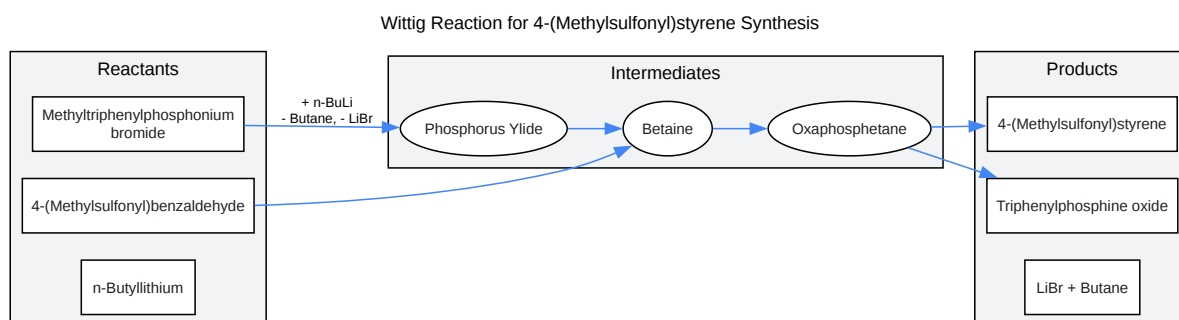 Wittig Reaction for 4-(Methylsulfonyl)styrene Synthesis
Reactants
Methyltriphenylphosphonium
bromide
4-(Methylsulfonyl)benzaldehyde
n-Butyllithium
+ n-BuLi
- Butane, - LiBr
Intermediates
Phosphorus Ylide
Betaine
Oxaphosphetane
Products
4-(Methylsulfonyl)styrene
Triphenylphosphine oxide
LiBr + Butane